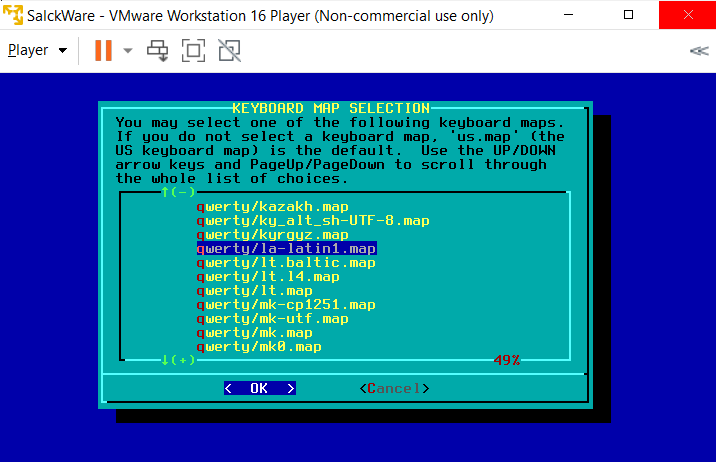 SalckWare - VMware Workstation 16 Player (Non-commercial use only)
Player
KEYBOARD MAP SELECTION
You may select one of the following keyboard maps.
If you do not select a keyboard map, 'us.map' (the
US keyboard map) is the default.  Use the UP/DOWN
arrow keys and PageUp/PageDown to scroll through
the whole list of choices.
↑(-)
qwerty/kazakh.map
qwerty/ky_alt_sh-UTF-8.map
qwerty/kyrgyz.map
qwerty/la-latin1.map
qwerty/lt.baltic.map
qwerty/lt.l4.map
qwerty/lt.map
qwerty/mk-cp1251.map
qwerty/mk-utf.map
qwerty/mk.map
qwerty/mk0.map
↓(+) 49%
<  OK  > <Cancel>